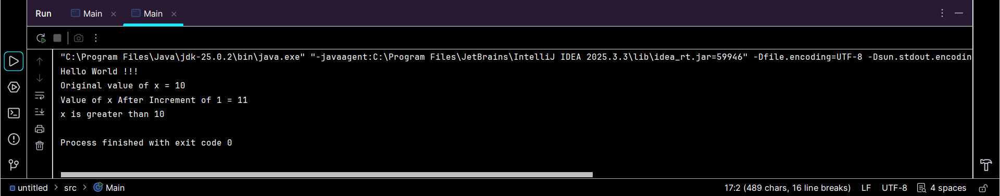 Run Main Main
"C:\Program Files\Java\jdk-25.0.2\bin\java.exe" "-javaagent:C:\Program Files\JetBrains\IntelliJ IDEA 2025.3.3\lib\idea_rt.jar=59946" -Dfile.encoding=UTF-8 -Dsun.stdout.encodin
Hello World !!!
Original value of x = 10
Value of x After Increment of 1 = 11
x is greater than 10
Process finished with exit code 0
untitled > src > Main 17:2 (489 chars, 16 line breaks) LF UTF-8 4 spaces